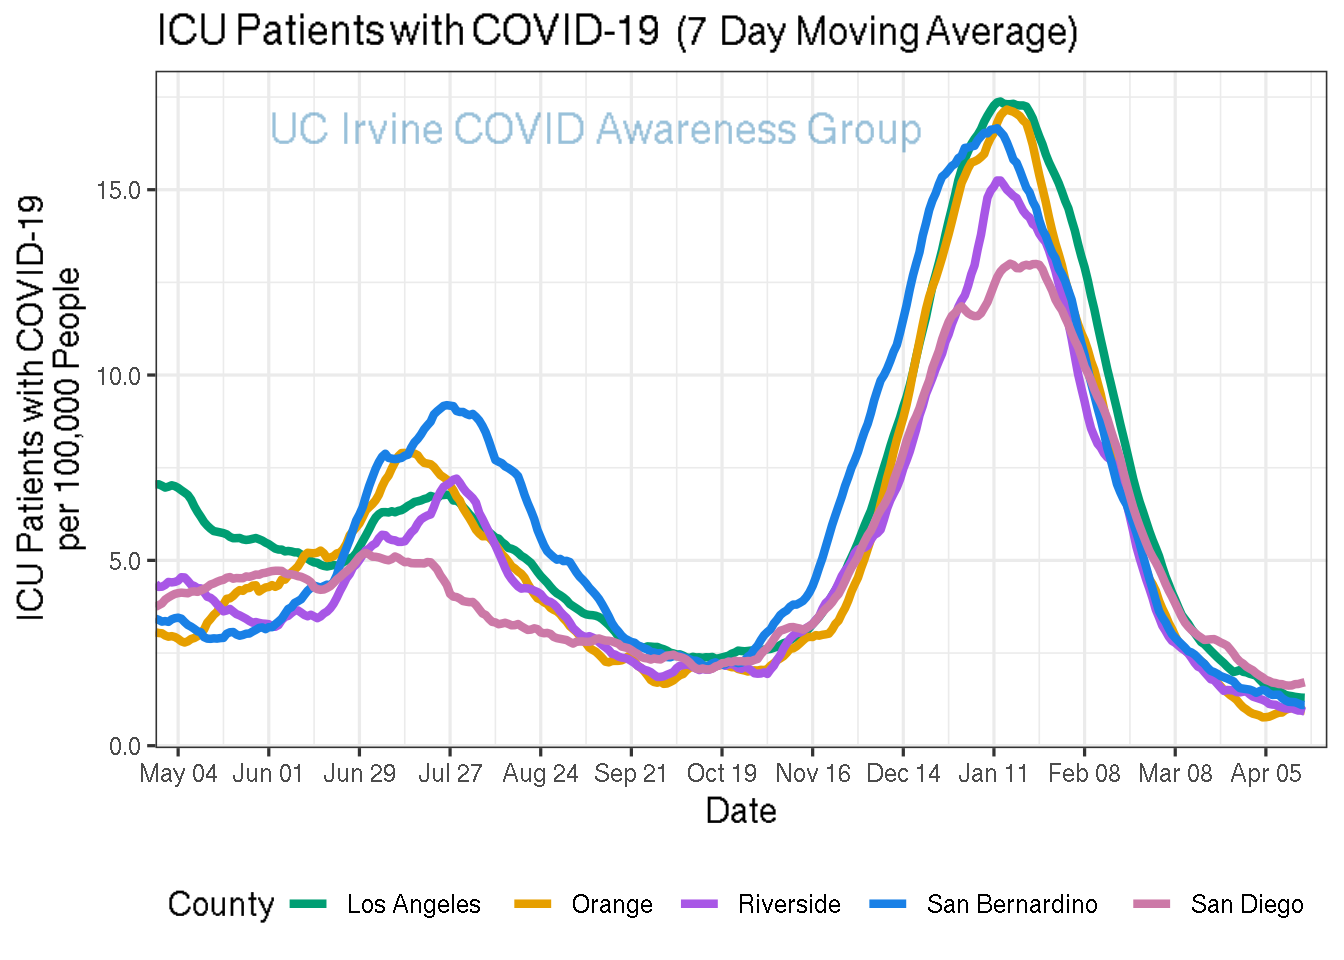 ICU Patients with COVID-19 (7 Day Moving Average)
UC Irvine COVID Awareness Group
ICU Patients with COVID-19
per 100,000 People
15.0
10.0
5.0
0.0
May 04 Jun 01 Jun 29 Jul 27 Aug 24 Sep 21 Oct 19 Nov 16 Dec 14 Jan 11 Feb 08 Mar 08 Apr 05
Date
County Los Angeles Orange Riverside San Bernardino San Diego